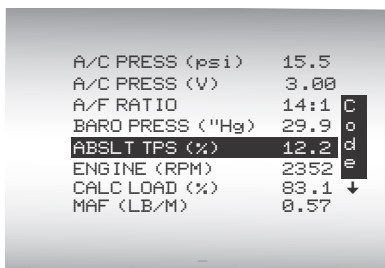 A/C PRESS (psi) 15.5
A/C PRESS (V) 3.00
A/F RATIO 14:1
BARO PRESS ("Hg) 29.9
ABSLT TPS (%) 12.2
ENGINE (RPM) 2352
CALC LOAD (%) 83.1
MAF (LB/M) 0.57
Code